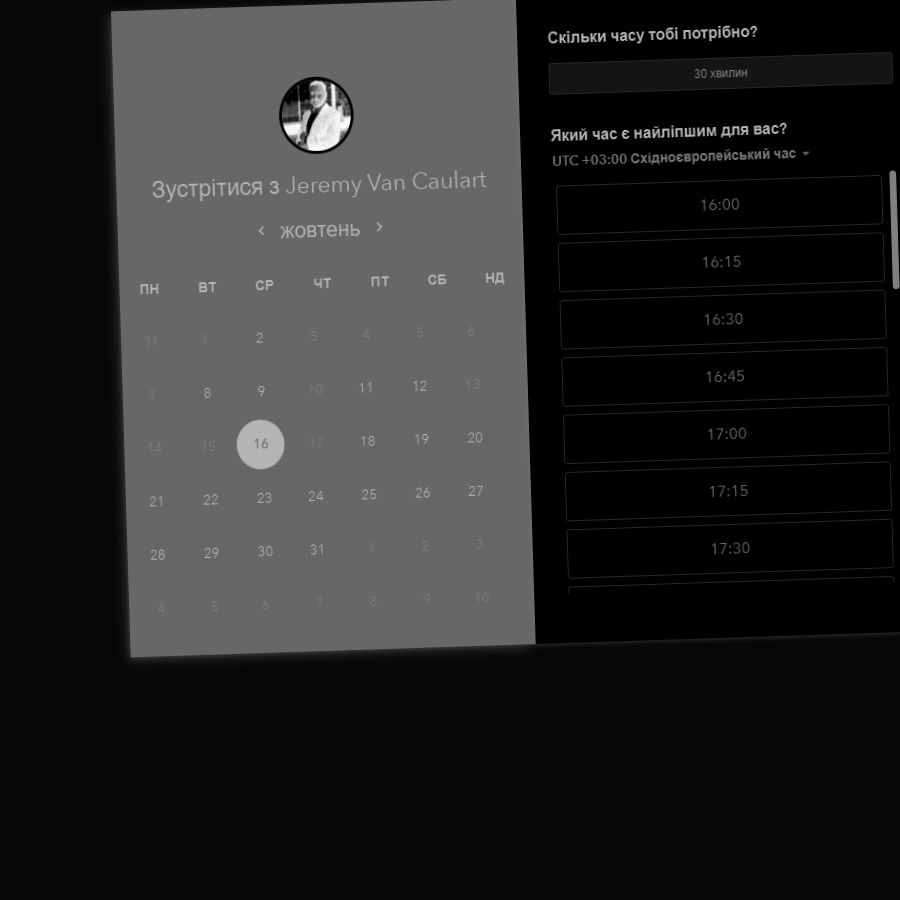 Зустрітися з Jeremy Van Caulart
‹ жовтень ›
ПН ВТ СР ЧТ ПТ СБ НД
31 1 2 3 4 5 6
7 8 9 10 11 12 13
14 15 16 17 18 19 20
21 22 23 24 25 26 27
28 29 30 31 1 2 3
4 5 6 7 8 9 10
Скільки часу тобі потрібно?
30 хвилин
Який час є найліпшим для вас?
UTC +03:00 Східноєвропейський час
16:00
16:15
16:30
16:45
17:00
17:15
17:30